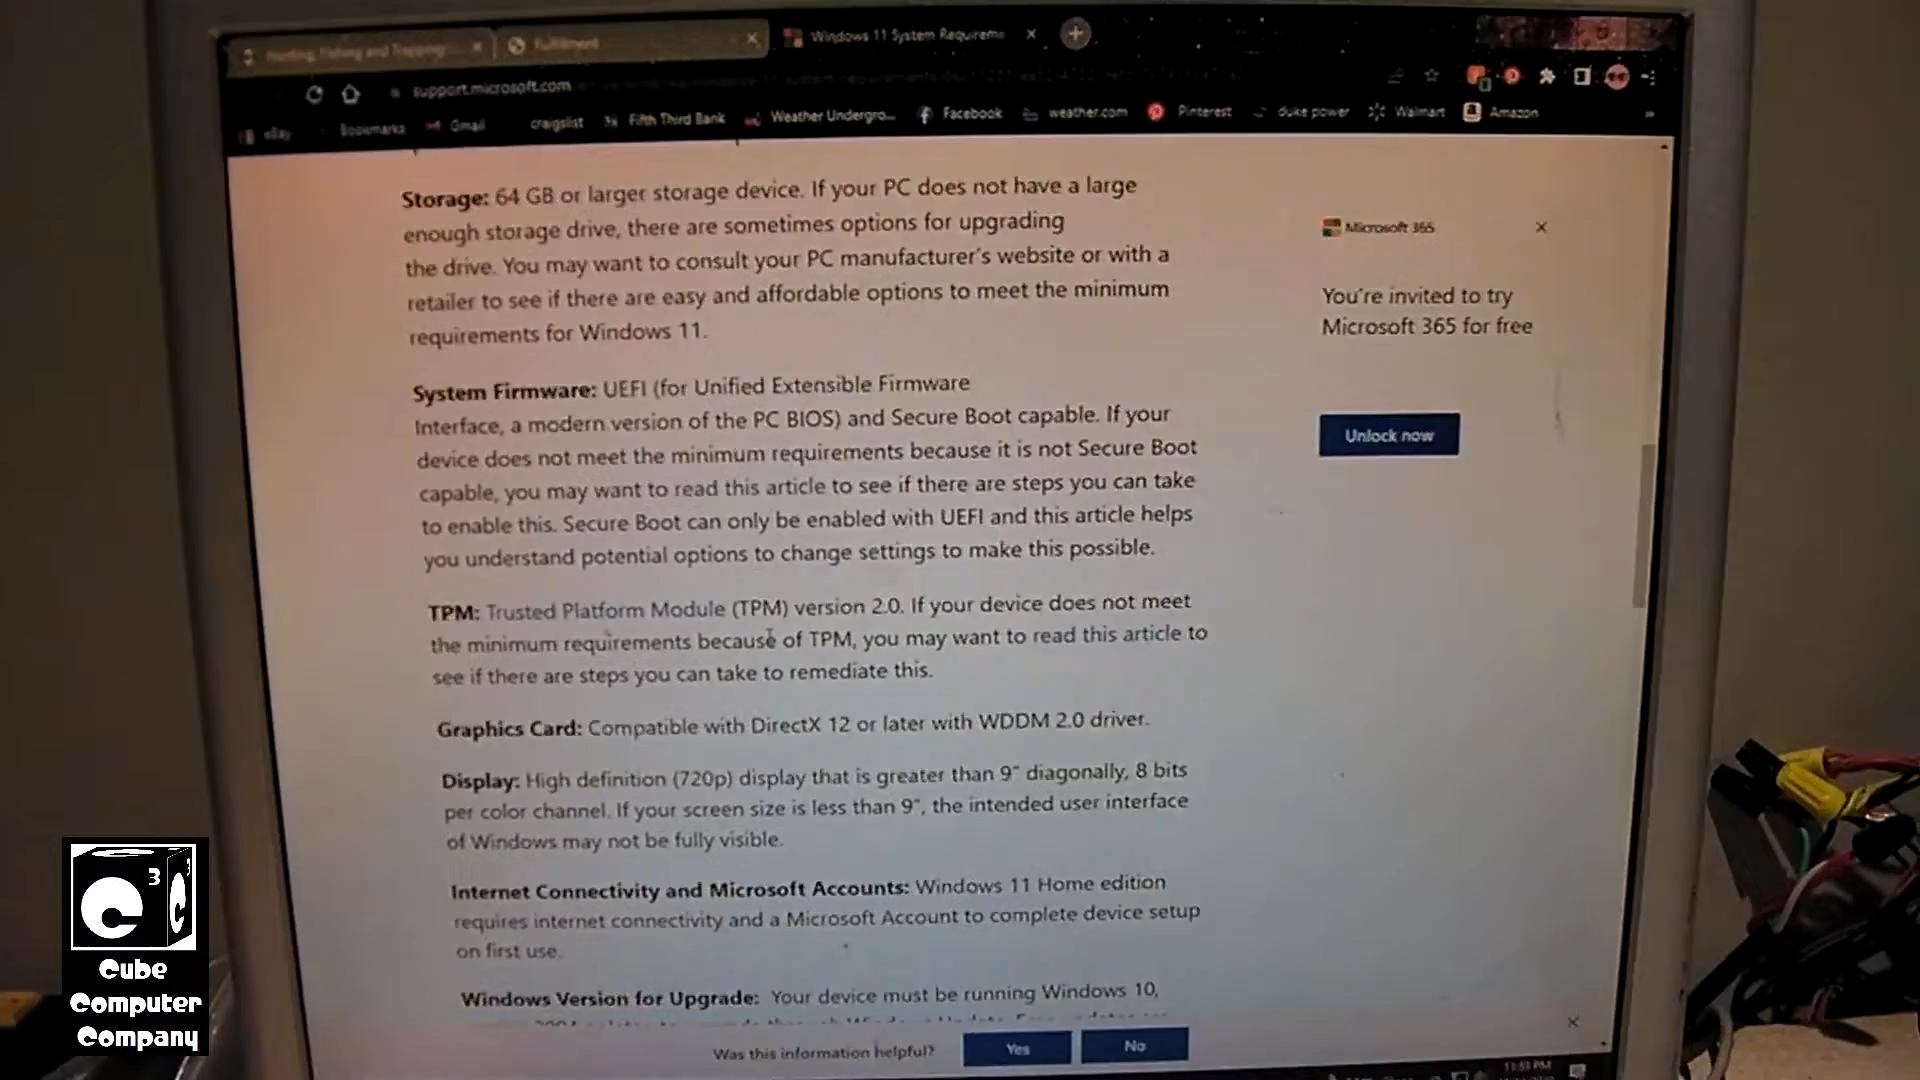 Hunting, Fishing and Trapping
Fulfillment
Windows 11 System Requireme
support.microsoft.com
eBay
Bookmarks
Gmail
craigslist
Fifth Third Bank
Weather Undergro...
Facebook
weather.com
Pinterest
duke power
Walmart
Amazon
»
Storage: 64 GB or larger storage device. If your PC does not have a large
enough storage drive, there are sometimes options for upgrading
the drive. You may want to consult your PC manufacturer's website or with a
retailer to see if there are easy and affordable options to meet the minimum
requirements for Windows 11.
System Firmware: UEFI (for Unified Extensible Firmware
Interface, a modern version of the PC BIOS) and Secure Boot capable. If your
device does not meet the minimum requirements because it is not Secure Boot
capable, you may want to read this article to see if there are steps you can take
to enable this. Secure Boot can only be enabled with UEFI and this article helps
you understand potential options to change settings to make this possible.
TPM: Trusted Platform Module (TPM) version 2.0. If your device does not meet
the minimum requirements because of TPM, you may want to read this article to
see if there are steps you can take to remediate this.
Graphics Card: Compatible with DirectX 12 or later with WDDM 2.0 driver.
Display: High definition (720p) display that is greater than 9" diagonally, 8 bits
per color channel. If your screen size is less than 9", the intended user interface
of Windows may not be fully visible.
Internet Connectivity and Microsoft Accounts: Windows 11 Home edition
requires internet connectivity and a Microsoft Account to complete device setup
on first use.
Windows Version for Upgrade: Your device must be running Windows 10,
Microsoft 365
You're invited to try
Microsoft 365 for free
Unlock now
Was this information helpful?
Yes
No
11:53 PM
C 3
C 3
Cube
Computer
Company